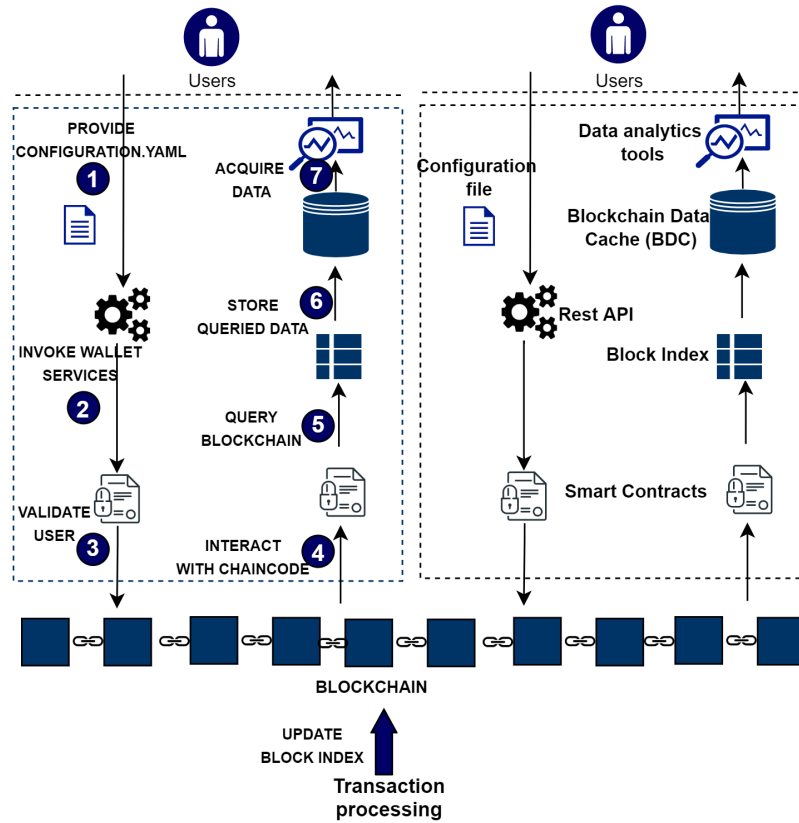 Users
PROVIDE
CONFIGURATION.YAML
1
INVOKE WALLET
SERVICES
2
VALIDATE
USER
3
INTERACT
WITH CHAINCODE
4
QUERY
BLOCKCHAIN
5
STORE
QUERIED DATA
6
ACQUIRE
DATA
7
Users
Configuration
file
Rest API
Data analytics
tools
Blockchain Data
Cache (BDC)
Block Index
Smart Contracts
BLOCKCHAIN
UPDATE
BLOCK INDEX
Transaction
processing